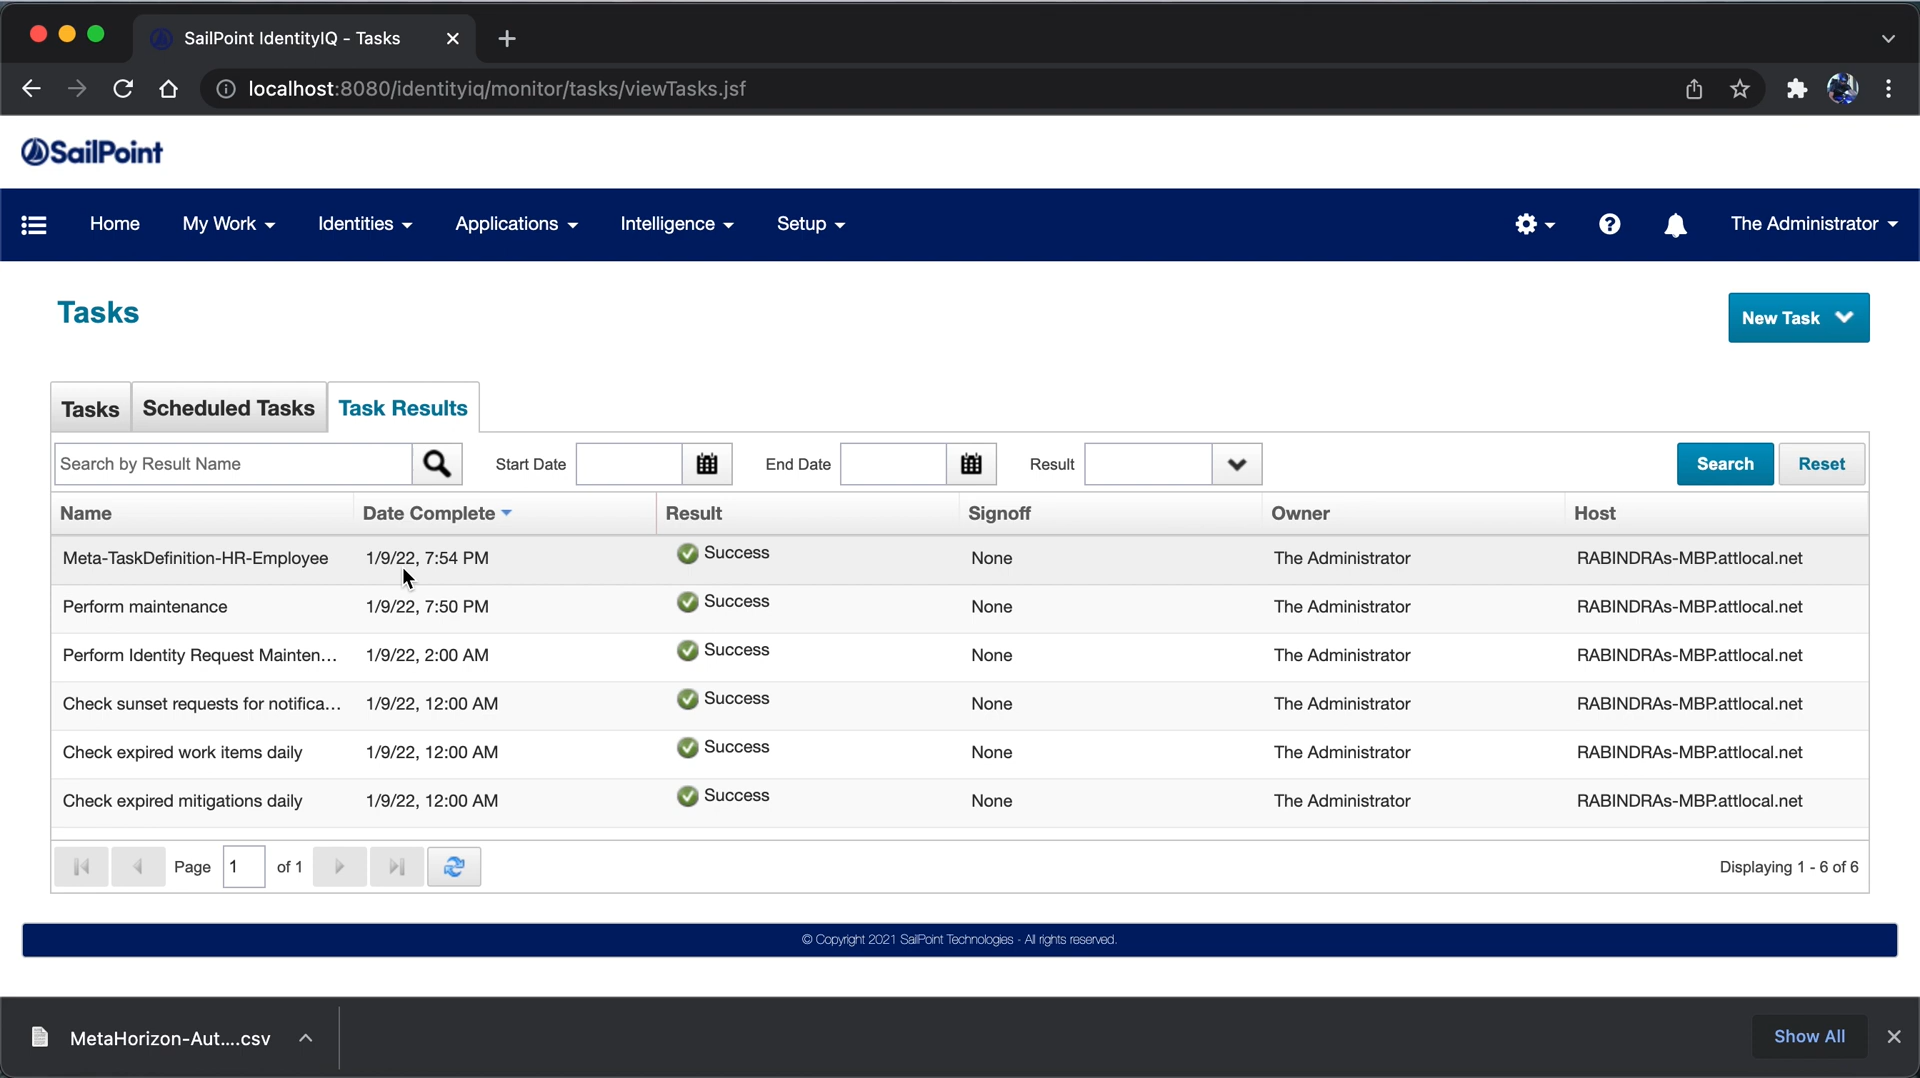 SailPoint IdentityIQ - Tasks
localhost:8080/identityiq/monitor/tasks/viewTasks.jsf
SailPoint
Home My Work Identities Applications Intelligence Setup The Administrator
Tasks
New Task
Tasks Scheduled Tasks Task Results
Search by Result Name Start Date End Date Result Search Reset
Name Date Complete Result Signoff Owner Host
Meta-TaskDefinition-HR-Employee 1/9/22, 7:54 PM Success None The Administrator RABINDRAs-MBP.attlocal.net
Perform maintenance 1/9/22, 7:50 PM Success None The Administrator RABINDRAs-MBP.attlocal.net
Perform Identity Request Mainten... 1/9/22, 2:00 AM Success None The Administrator RABINDRAs-MBP.attlocal.net
Check sunset requests for notifica... 1/9/22, 12:00 AM Success None The Administrator RABINDRAs-MBP.attlocal.net
Check expired work items daily 1/9/22, 12:00 AM Success None The Administrator RABINDRAs-MBP.attlocal.net
Check expired mitigations daily 1/9/22, 12:00 AM Success None The Administrator RABINDRAs-MBP.attlocal.net
Page 1 of 1 Displaying 1 - 6 of 6
© Copyright 2021 SailPoint Technologies - All rights reserved.
MetaHorizon-Aut....csv Show All